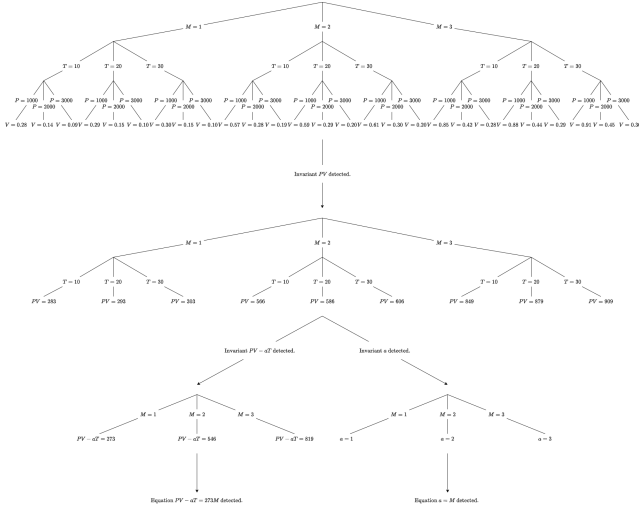 M = 1 M = 2 M = 3
T = 10 T = 20 T = 30 T = 10 T = 20 T = 30 T = 10 T = 20 T = 30
P = 1000 P = 3000 P = 1000 P = 3000 P = 1000 P = 3000 P = 1000 P = 3000 P = 1000 P = 3000 P = 1000 P = 3000 P = 1000 P = 3000 P = 1000 P = 3000 P = 1000 P = 3000
P = 2000 P = 2000 P = 2000 P = 2000 P = 2000 P = 2000 P = 2000 P = 2000 P = 2000
V = 0.28 V = 0.14 V = 0.09 V = 0.29 V = 0.15 V = 0.10 V = 0.30 V = 0.15 V = 0.10 V = 0.57 V = 0.28 V = 0.19 V = 0.59 V = 0.29 V = 0.20 V = 0.61 V = 0.30 V = 0.20 V = 0.85 V = 0.42 V = 0.28 V = 0.88 V = 0.44 V = 0.29 V = 0.91 V = 0.45 V = 0.30
Invariant PV detected.
M = 1 M = 2 M = 3
T = 10 T = 20 T = 30 T = 10 T = 20 T = 30 T = 10 T = 20 T = 30
PV = 283 PV = 293 PV = 303 PV = 566 PV = 586 PV = 606 PV = 849 PV = 879 PV = 909
Invariant PV − aT detected. Invariant a detected.
M = 1 M = 2 M = 3 M = 1 M = 2 M = 3
PV − aT = 273 PV − aT = 546 PV − aT = 819 a = 1 a = 2 a = 3
Equation PV − aT = 273M detected. Equation a = M detected.